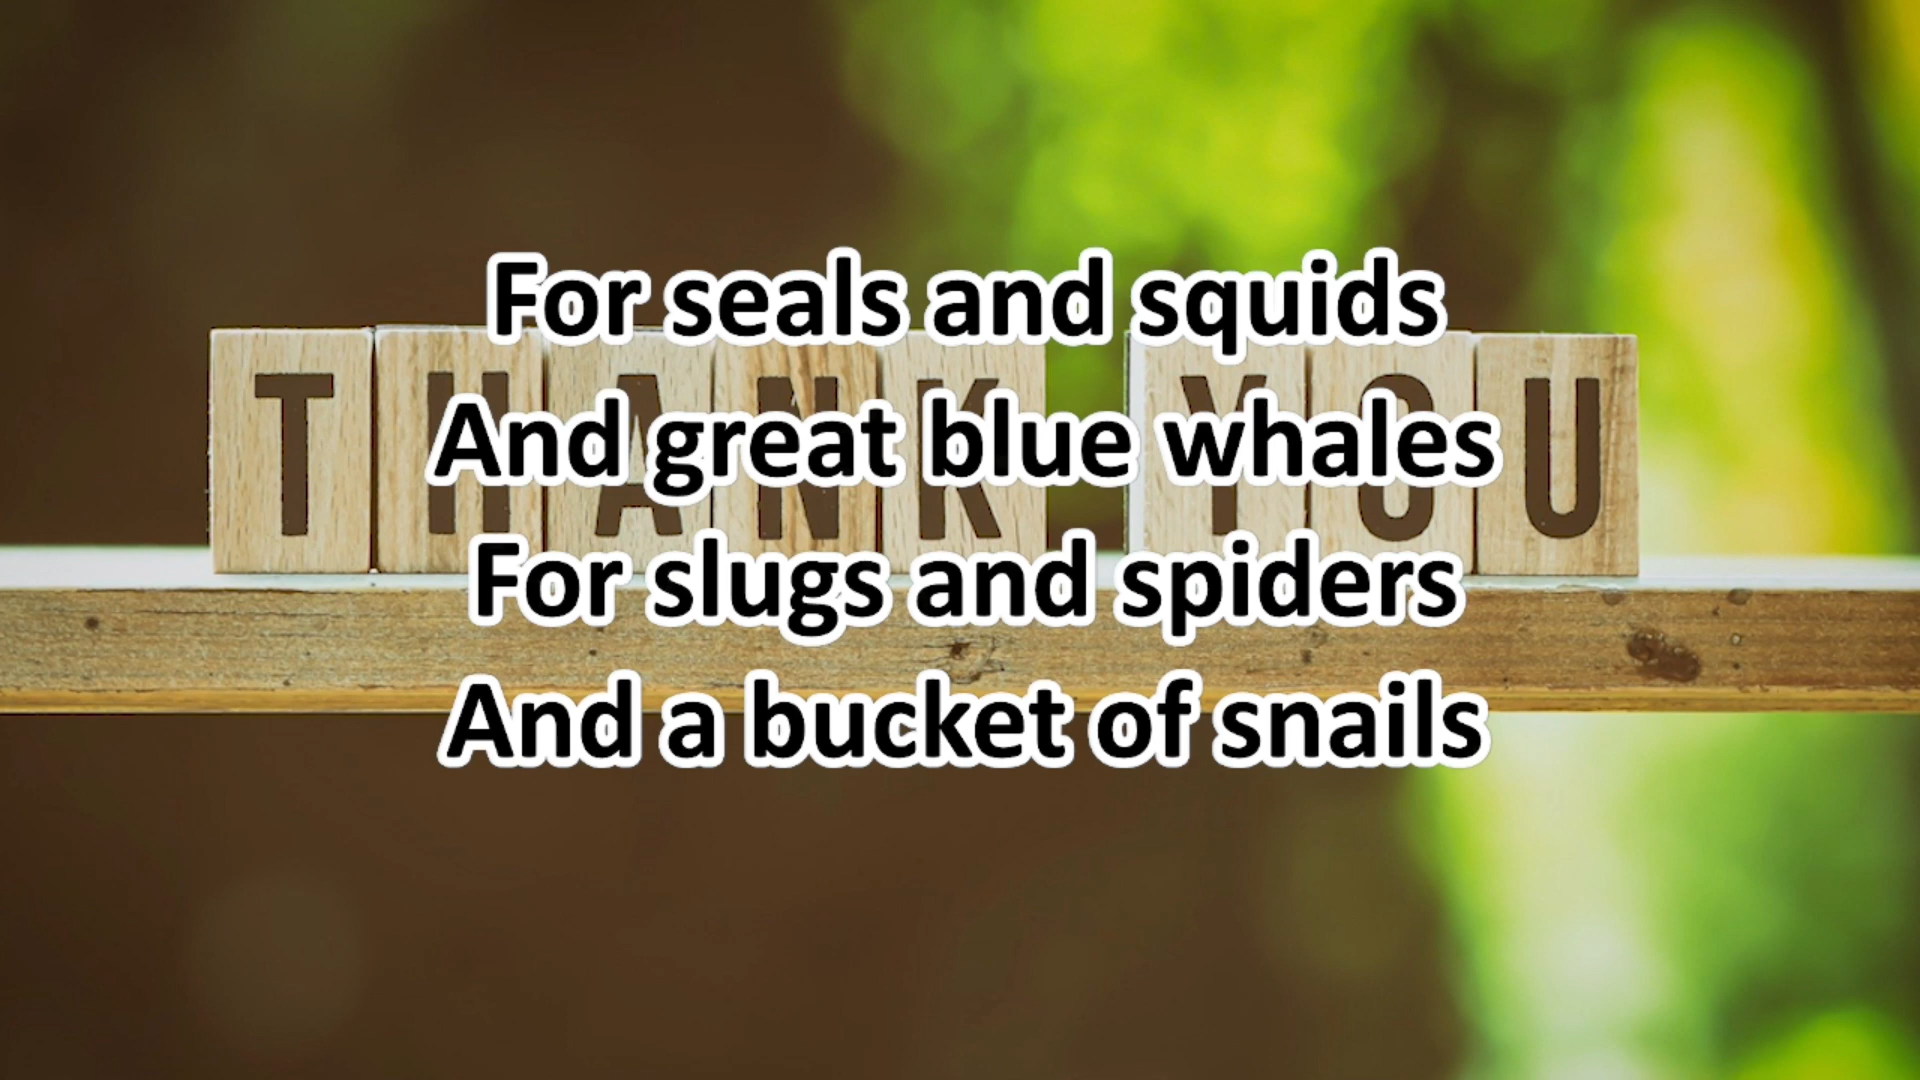 For seals and squids
THANK YOU
And great blue whales
For slugs and spiders
And a bucket of snails